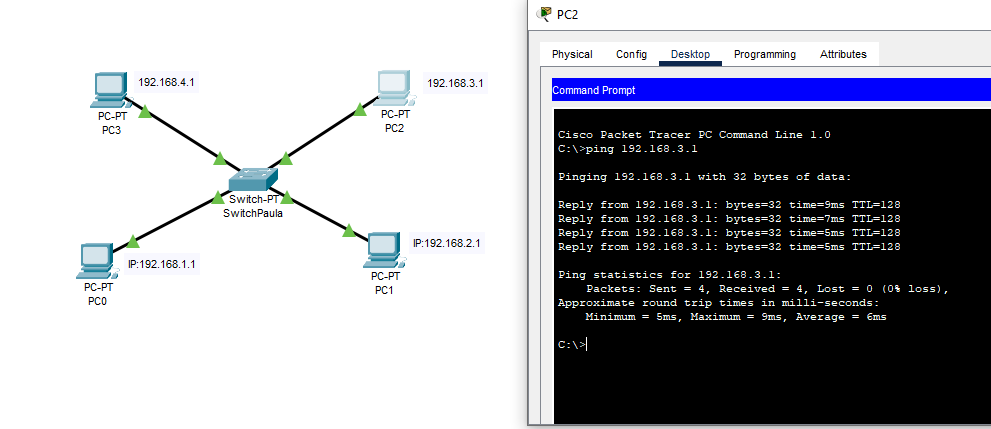 192.168.4.1
PC-PT
PC3
192.168.3.1
PC-PT
PC2
Switch-PT
SwitchPaula
IP:192.168.1.1
PC-PT
PC0
IP:192.168.2.1
PC-PT
PC1
PC2
Physical Config Desktop Programming Attributes
Command Prompt
Cisco Packet Tracer PC Command Line 1.0
C:\>ping 192.168.3.1
Pinging 192.168.3.1 with 32 bytes of data:
Reply from 192.168.3.1: bytes=32 time=9ms TTL=128
Reply from 192.168.3.1: bytes=32 time=7ms TTL=128
Reply from 192.168.3.1: bytes=32 time=5ms TTL=128
Reply from 192.168.3.1: bytes=32 time=5ms TTL=128
Ping statistics for 192.168.3.1:
Packets: Sent = 4, Received = 4, Lost = 0 (0% loss),
Approximate round trip times in milli-seconds:
Minimum = 5ms, Maximum = 9ms, Average = 6ms
C:\>